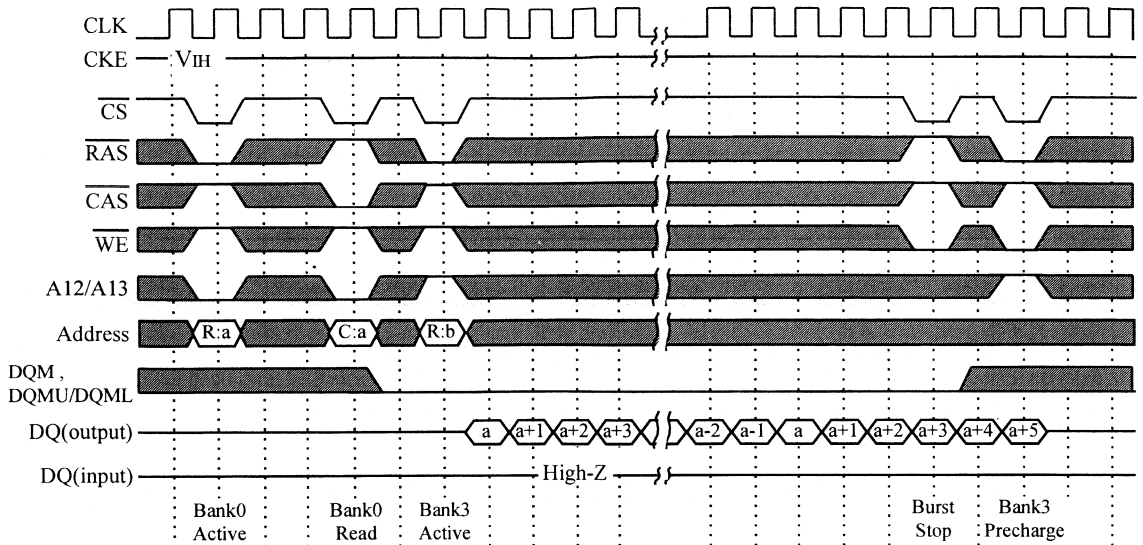 CLK
CKE VIH
CS
RAS
CAS
WE
A12/A13
Address R:a C:a R:b
DQM ,
DQMU/DQML
DQ(output) a a+1 a+2 a+3 a-2 a-1 a a+1 a+2 a+3 a+4 a+5
DQ(input) High-Z
Bank0 Bank0 Bank3 Burst Bank3
Active Read Active Stop Precharge